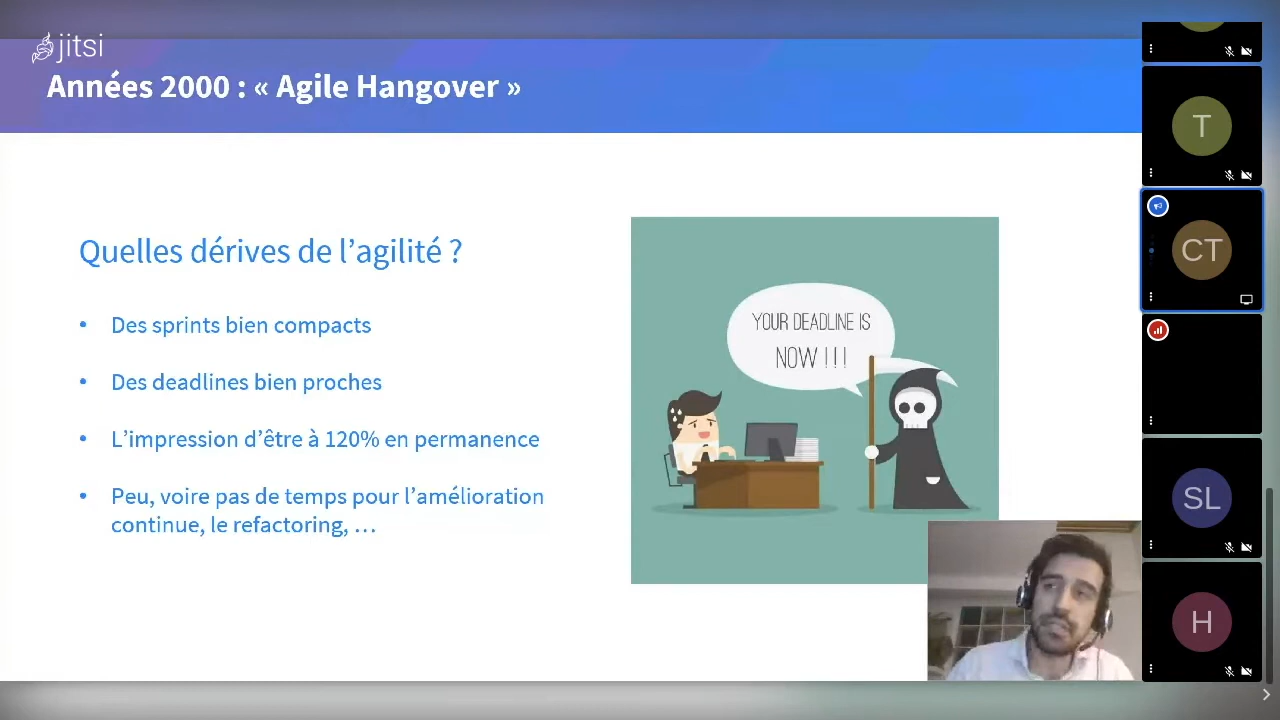 jitsi
Années 2000 : « Agile Hangover »
Quelles dérives de l’agilité ?
• Des sprints bien compacts
• Des deadlines bien proches
• L’impression d’être à 120% en permanence
• Peu, voire pas de temps pour l’amélioration
continue, le refactoring, …
YOUR DEADLINE IS
NOW !!!
T
CT
SL
H